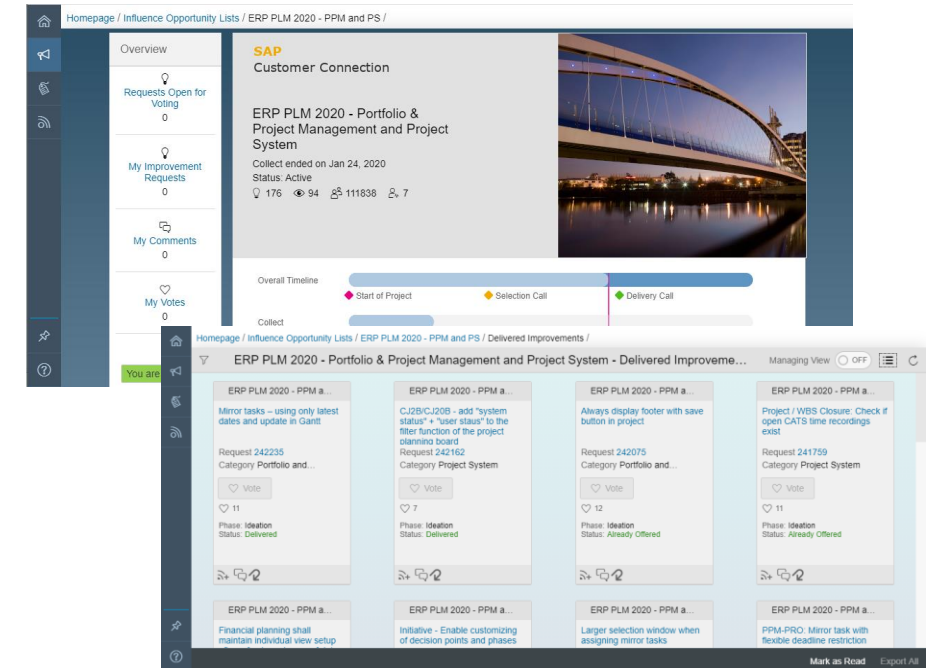 Homepage / Influence Opportunity Lists / ERP PLM 2020 - PPM and PS /
Overview
Requests Open for
Voting
0
My Improvement
Requests
0
My Comments
0
My Votes
0
You are
SAP
Customer Connection
ERP PLM 2020 - Portfolio &
Project Management and Project
System
Collect ended on Jan 24, 2020
Status: Active
176 94 111838 7
Overall Timeline
Start of Project Selection Call Delivery Call
Collect
Homepage / Influence Opportunity Lists / ERP PLM 2020 - PPM and PS / Delivered Improvements /
ERP PLM 2020 - Portfolio & Project Management and Project System - Delivered Improveme... Managing View OFF
ERP PLM 2020 - PPM a...
Mirror tasks – using only latest
dates and update in Gantt
Request 242235
Category Portfolio and...
Vote
11
Phase: Ideation
Status: Delivered
ERP PLM 2020 - PPM a...
CJ2B/CJ20B - add "system
status" + "user staus" to the
filter function of the project
planning board
Request 242162
Category Project System
Vote
7
Phase: Ideation
Status: Delivered
ERP PLM 2020 - PPM a...
Always display footer with save
button in project
Request 242075
Category Portfolio and...
Vote
12
Phase: Ideation
Status: Already Offered
ERP PLM 2020 - PPM a...
Project / WBS Closure: Check if
open CATS time recordings
exist
Request 241759
Category Project System
Vote
11
Phase: Ideation
Status: Already Offered
ERP PLM 2020 - PPM a...
Financial planning shall
maintain individual view setup
ERP PLM 2020 - PPM a...
Initiative - Enable customizing
of decision points and phases
ERP PLM 2020 - PPM a...
Larger selection window when
assigning mirror tasks
ERP PLM 2020 - PPM a...
PPM-PRO: Mirror task with
flexible deadline restriction
Mark as Read Export All